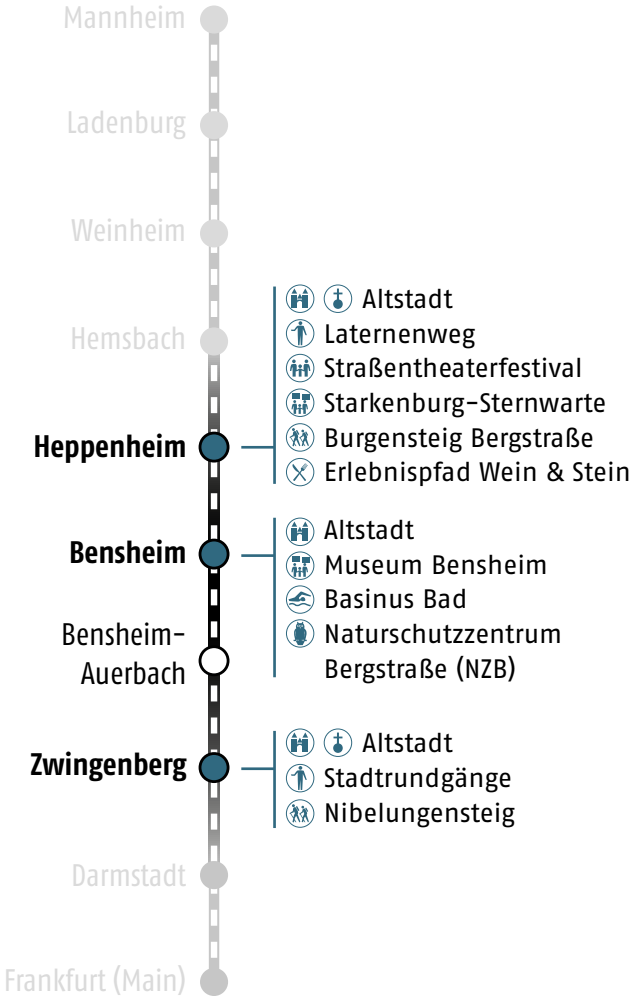 Mannheim
Ladenburg
Weinheim
Hemsbach
Heppenheim
Altstadt
Laternenweg
Straßentheaterfestival
Starkenburg-Sternwarte
Burgensteig Bergstraße
Erlebnispfad Wein & Stein
Bensheim
Altstadt
Museum Bensheim
Basinus Bad
Naturschutzzentrum
Bergstraße (NZB)
Bensheim-
Auerbach
Zwingenberg
Altstadt
Stadtrundgänge
Nibelungensteig
Darmstadt
Frankfurt (Main)